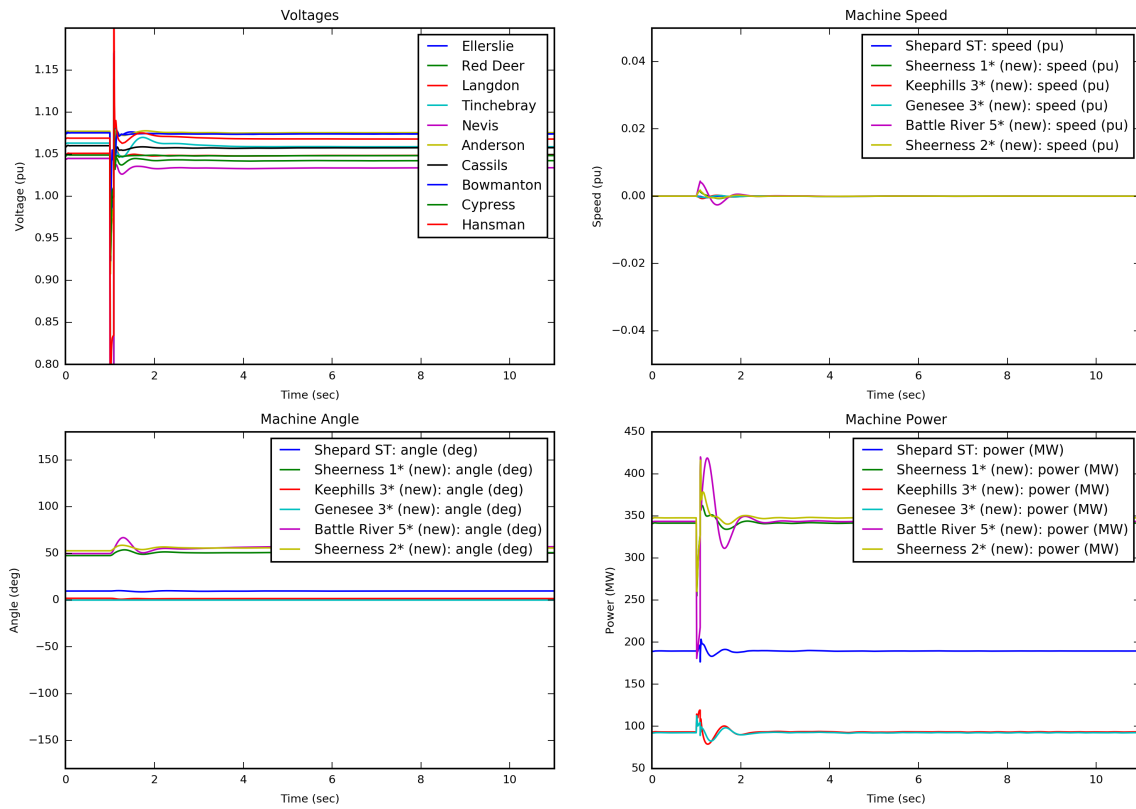 Voltages
1.15
1.10
1.05
1.00
0.95
0.90
0.85
0.80
Voltage (pu)
0
2
4
6
8
10
Time (sec)
Ellerslie
Red Deer
Langdon
Tinchebray
Nevis
Anderson
Cassils
Bowmanton
Cypress
Hansman
Machine Speed
0.04
0.02
0.00
−0.02
−0.04
Speed (pu)
0
2
4
6
8
10
Time (sec)
Shepard ST: speed (pu)
Sheerness 1* (new): speed (pu)
Keephills 3* (new): speed (pu)
Genesee 3* (new): speed (pu)
Battle River 5* (new): speed (pu)
Sheerness 2* (new): speed (pu)
Machine Angle
150
100
50
0
−50
−100
−150
Angle (deg)
0
2
4
6
8
10
Time (sec)
Shepard ST: angle (deg)
Sheerness 1* (new): angle (deg)
Keephills 3* (new): angle (deg)
Genesee 3* (new): angle (deg)
Battle River 5* (new): angle (deg)
Sheerness 2* (new): angle (deg)
Machine Power
450
400
350
300
250
200
150
100
50
Power (MW)
0
2
4
6
8
10
Time (sec)
Shepard ST: power (MW)
Sheerness 1* (new): power (MW)
Keephills 3* (new): power (MW)
Genesee 3* (new): power (MW)
Battle River 5* (new): power (MW)
Sheerness 2* (new): power (MW)